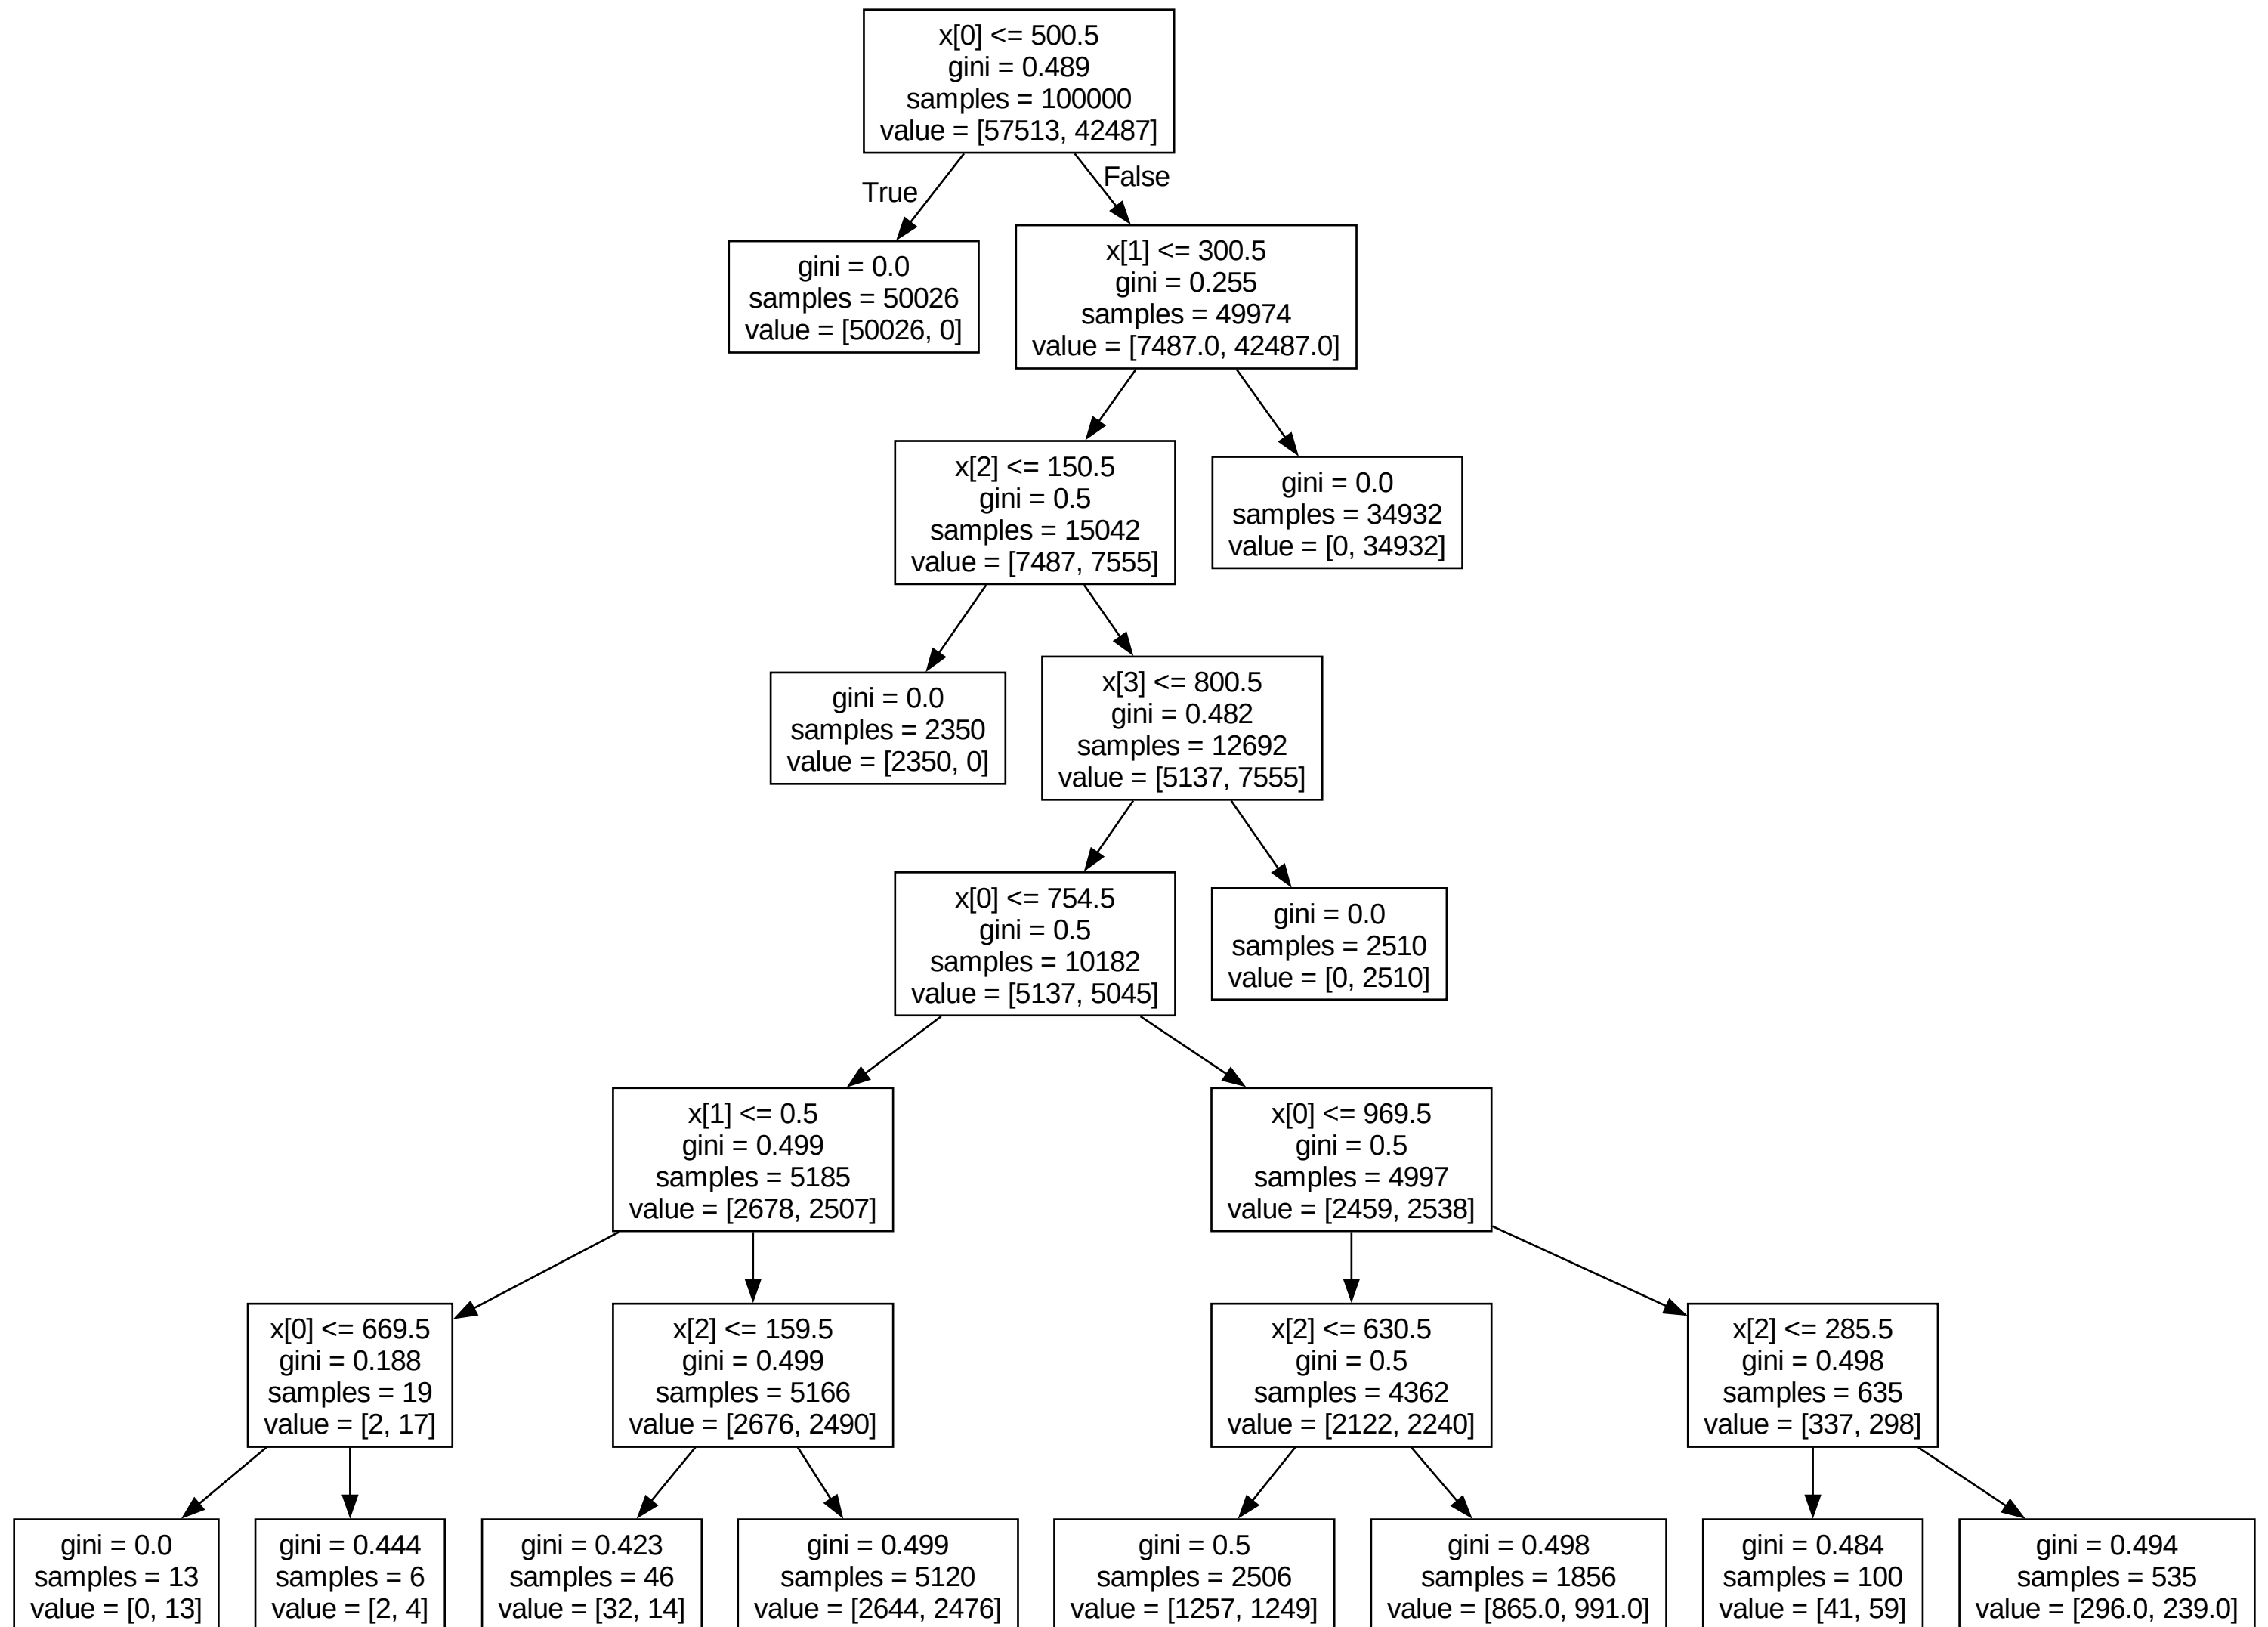 x[0] <= 500.5
gini = 0.489
samples = 100000
value = [57513, 42487]
True
False
gini = 0.0
samples = 50026
value = [50026, 0]
x[1] <= 300.5
gini = 0.255
samples = 49974
value = [7487.0, 42487.0]
x[2] <= 150.5
gini = 0.5
samples = 15042
value = [7487, 7555]
gini = 0.0
samples = 34932
value = [0, 34932]
gini = 0.0
samples = 2350
value = [2350, 0]
x[3] <= 800.5
gini = 0.482
samples = 12692
value = [5137, 7555]
x[0] <= 754.5
gini = 0.5
samples = 10182
value = [5137, 5045]
gini = 0.0
samples = 2510
value = [0, 2510]
x[1] <= 0.5
gini = 0.499
samples = 5185
value = [2678, 2507]
x[0] <= 969.5
gini = 0.5
samples = 4997
value = [2459, 2538]
x[0] <= 669.5
gini = 0.188
samples = 19
value = [2, 17]
x[2] <= 159.5
gini = 0.499
samples = 5166
value = [2676, 2490]
x[2] <= 630.5
gini = 0.5
samples = 4362
value = [2122, 2240]
x[2] <= 285.5
gini = 0.498
samples = 635
value = [337, 298]
gini = 0.0
samples = 13
value = [0, 13]
gini = 0.444
samples = 6
value = [2, 4]
gini = 0.423
samples = 46
value = [32, 14]
gini = 0.499
samples = 5120
value = [2644, 2476]
gini = 0.5
samples = 2506
value = [1257, 1249]
gini = 0.498
samples = 1856
value = [865.0, 991.0]
gini = 0.484
samples = 100
value = [41, 59]
gini = 0.494
samples = 535
value = [296.0, 239.0]